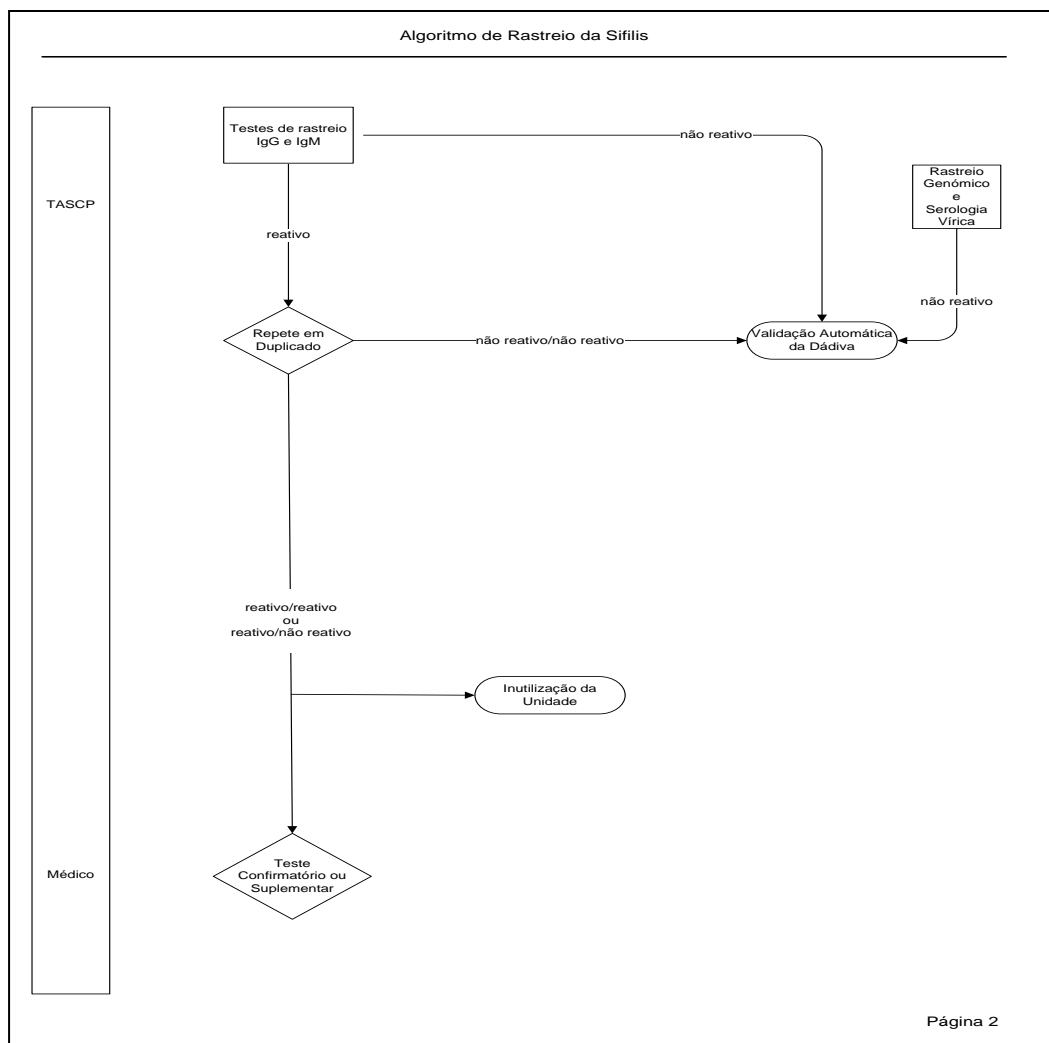 Algoritmo de Rastreio da Sifilis
Testes de rastreio
IgG e IgM
não reativo
Rastreio
Genómico
e
Serologia
Vírica
TASCP
reativo
não reativo
Repete em
Duplicado
não reativo/não reativo
Validação Automática
da Dádiva
reativo/reativo
ou
reativo/não reativo
Inutilização da
Unidade
Médico
Teste
Confirmatório ou
Suplementar
Página 2